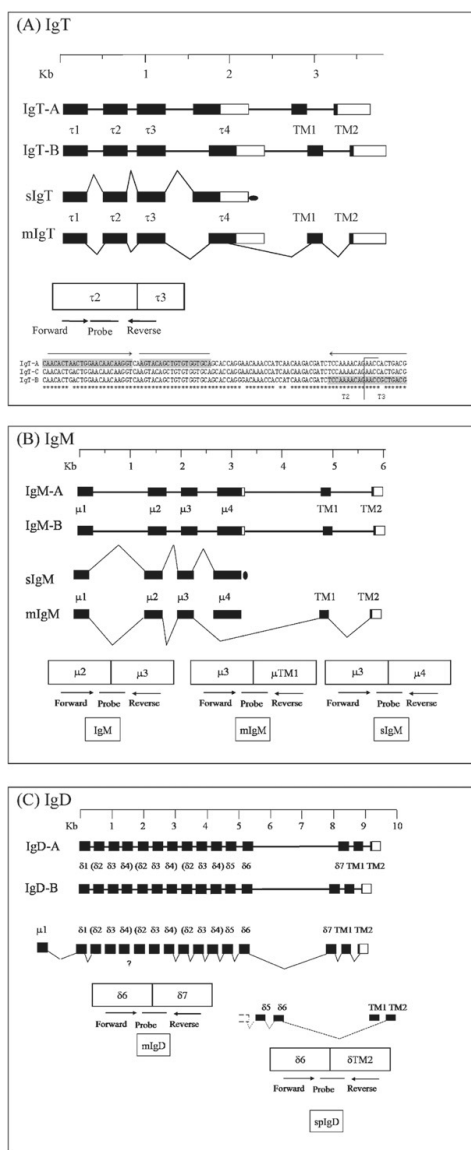 (A) IgT
Kb 1 2 3
IgT-A
τ1 τ2 τ3 τ4 TM1 TM2
IgT-B
sIgT
τ1 τ2 τ3 τ4 TM1 TM2
mIgT
τ2 τ3
Forward Probe Reverse
IgT-A
IgT-C
IgT-B
T2 T3
(B) IgM
Kb 1 2 3 4 5 6
IgM-A
μ1 μ2 μ3 μ4 TM1 TM2
IgM-B
sIgM
μ1 μ2 μ3 μ4 TM1 TM2
mIgM
μ2 μ3 μ3 μTM1 μ3 μ4
Forward Probe Reverse Forward Probe Reverse Forward Probe Reverse
IgM mIgM sIgM
(C) IgD
Kb 1 2 3 4 5 6 7 8 9 10
IgD-A
δ1 (δ2 δ3 δ4) (δ2 δ3 δ4) (δ2 δ3 δ4) δ5 δ6 δ7 TM1 TM2
IgD-B
μ1 δ1 (δ2 δ3 δ4) (δ2 δ3 δ4) (δ2 δ3 δ4) δ5 δ6 δ7 TM1 TM2
?
δ6 δ7
Forward Probe Reverse
mIgD
δ5 δ6 TM1 TM2
δ6 δTM2
Forward Probe Reverse
spIgD